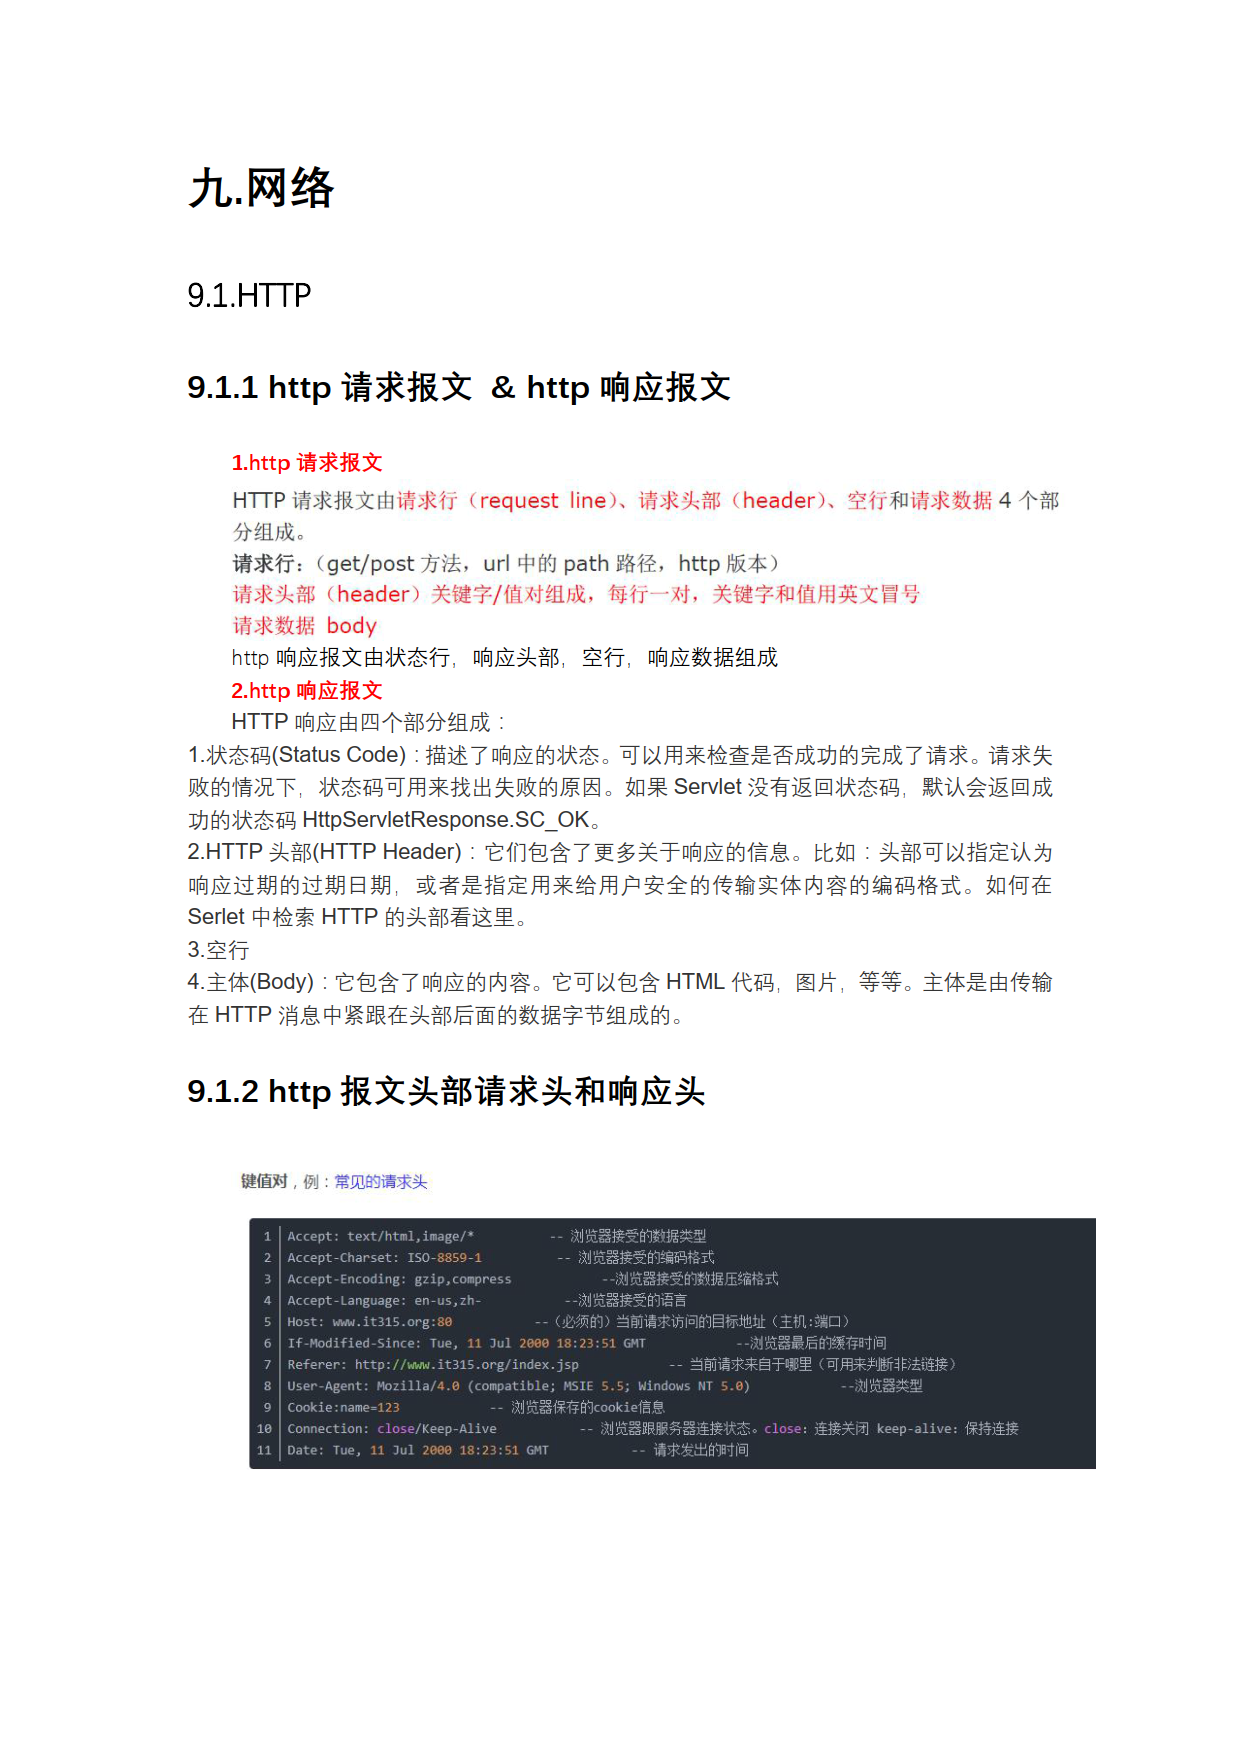 九.网络
9.1.HTTP
9.1.1 http 请求报文 & http 响应报文
1.http 请求报文
HTTP 请求报文由请求行（request line）、请求头部（header）、空行和请求数据 4 个部
分组成。
请求行：（get/post 方法，url 中的 path 路径，http 版本）
请求头部（header）关键字/值对组成，每行一对，关键字和值用英文冒号
请求数据 body
http 响应报文由状态行，响应头部，空行，响应数据组成
2.http 响应报文
HTTP 响应由四个部分组成：
1.状态码(Status Code)：描述了响应的状态。可以用来检查是否成功的完成了请求。请求失
败的情况下，状态码可用来找出失败的原因。如果 Servlet 没有返回状态码，默认会返回成
功的状态码 HttpServletResponse.SC_OK。
2.HTTP 头部(HTTP Header)：它们包含了更多关于响应的信息。比如：头部可以指定认为
响应过期的过期日期，或者是指定用来给用户安全的传输实体内容的编码格式。如何在
Serlet 中检索 HTTP 的头部看这里。
3.空行
4.主体(Body)：它包含了响应的内容。它可以包含 HTML 代码，图片，等等。主体是由传输
在 HTTP 消息中紧跟在头部后面的数据字节组成的。
9.1.2 http 报文头部请求头和响应头
键值对，例：常见的请求头
1 Accept: text/html,image/* -- 浏览器接受的数据类型
2 Accept-Charset: ISO-8859-1 -- 浏览器接受的编码格式
3 Accept-Encoding: gzip,compress --浏览器接受的数据压缩格式
4 Accept-Language: en-us,zh- --浏览器接受的语言
5 Host: www.it315.org:80 --（必须的）当前请求访问的目标地址（主机:端口）
6 If-Modified-Since: Tue, 11 Jul 2000 18:23:51 GMT --浏览器最后的缓存时间
7 Referer: http://www.it315.org/index.jsp -- 当前请求来自于哪里（可用来判断非法链接）
8 User-Agent: Mozilla/4.0 (compatible; MSIE 5.5; Windows NT 5.0) --浏览器类型
9 Cookie:name=123 -- 浏览器保存的cookie信息
10 Connection: close/Keep-Alive -- 浏览器跟服务器连接状态。close：连接关闭 keep-alive：保持连接
11 Date: Tue, 11 Jul 2000 18:23:51 GMT -- 请求发出的时间